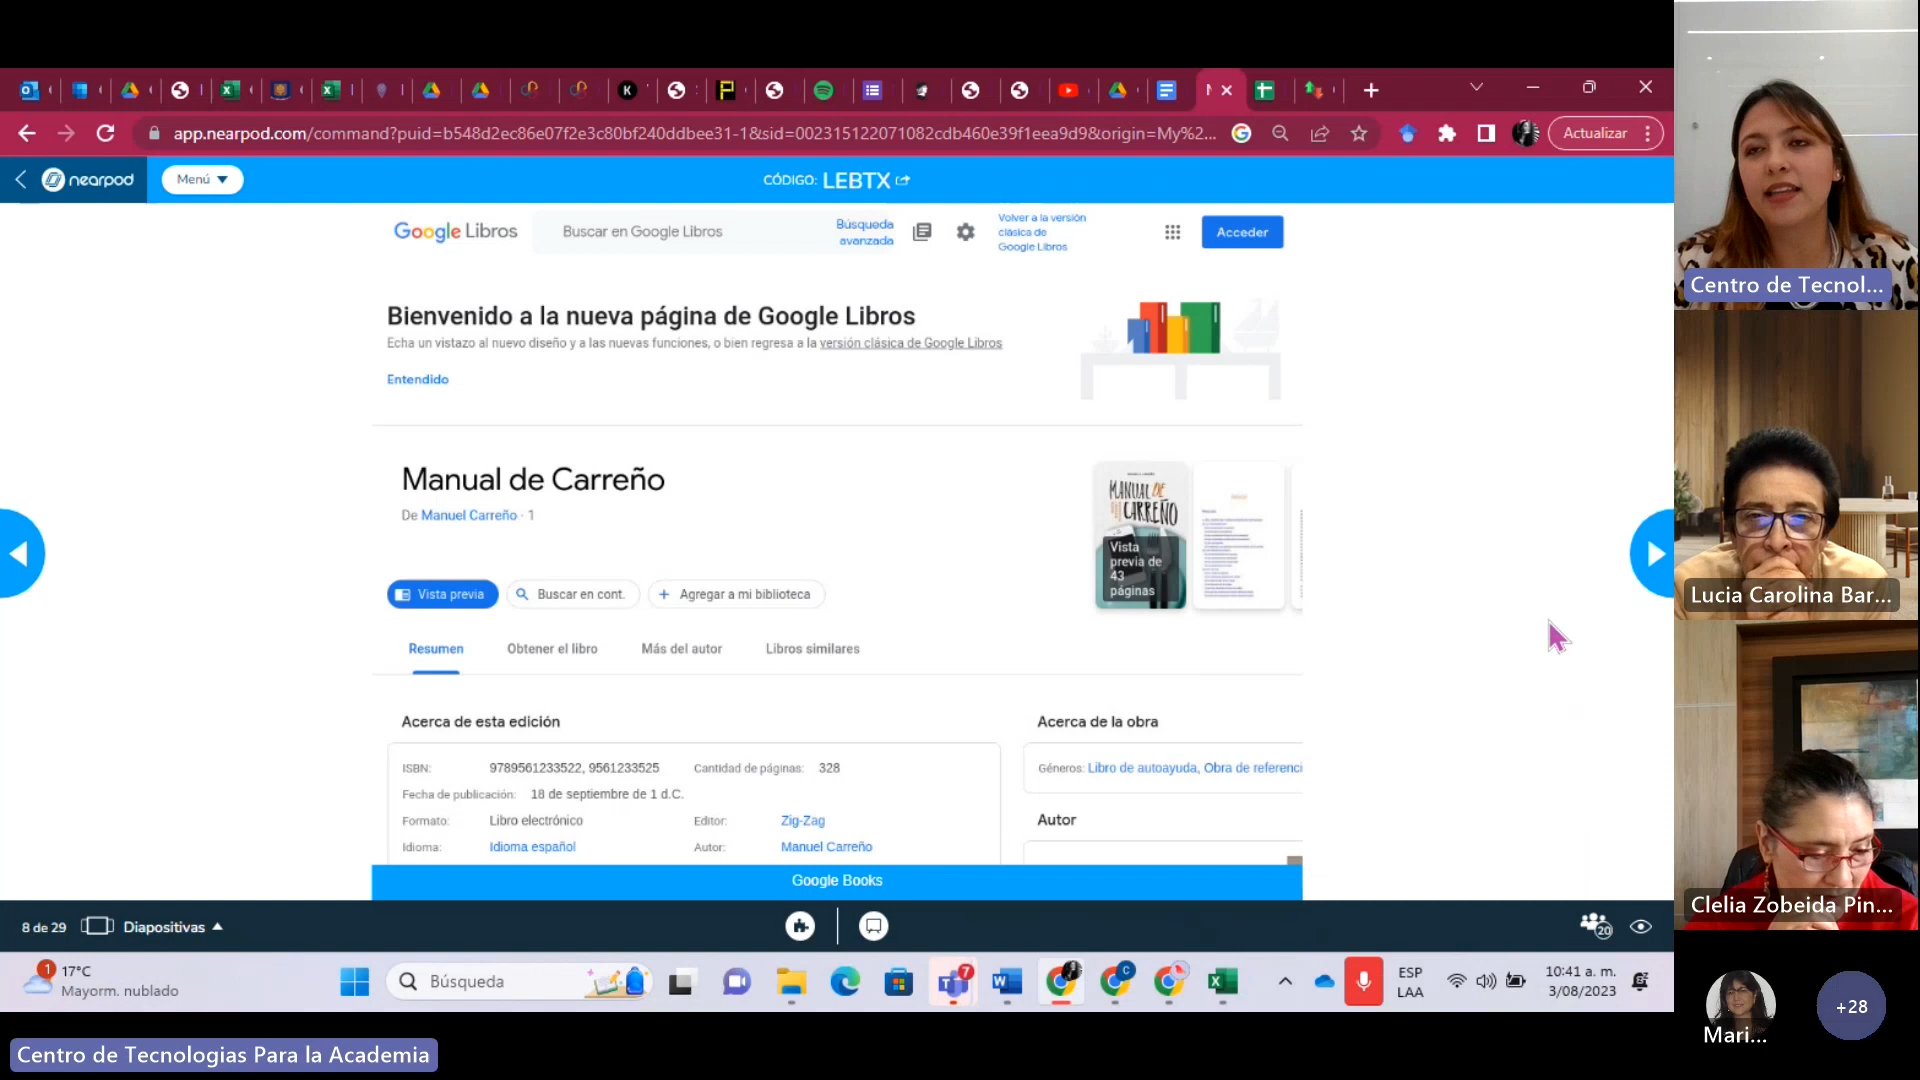 app.nearpod.com/command?puid=b548d2ec86e07f2e3c80bf240ddbee31-1&sid=002315122071082cdb460e39f1eea9d9&origin=My%2...
Actualizar
nearpod
Menú
CÓDIGO: LEBTX
Google Libros
Buscar en Google Libros
Búsqueda
avanzada
Volver a la versión
clásica de
Google Libros
Acceder
Bienvenido a la nueva página de Google Libros
Echa un vistazo al nuevo diseño y a las nuevas funciones, o bien regresa a la versión clásica de Google Libros
Entendido
Manual de Carreño
De Manuel Carreño · 1
MANUAL DE
CARREÑO
Vista
previa de
43
páginas
Vista previa
Buscar en cont.
Agregar a mi biblioteca
Resumen
Obtener el libro
Más del autor
Libros similares
Acerca de esta edición
ISBN: 9789561233522, 9561233525
Cantidad de páginas: 328
Fecha de publicación: 18 de septiembre de 1 d.C.
Formato: Libro electrónico
Editor: Zig-Zag
Idioma: Idioma español
Autor: Manuel Carreño
Acerca de la obra
Géneros: Libro de autoayuda, Obra de referenci
Autor
Google Books
8 de 29
Diapositivas
20
1
17°C
Mayorm. nublado
Búsqueda
7
C
ESP
LAA
10:41 a. m.
3/08/2023
Centro de Tecnologias Para la Academia
Centro de Tecnol...
Lucia Carolina Bar...
Clelia Zobeida Pin...
Mari...
+28